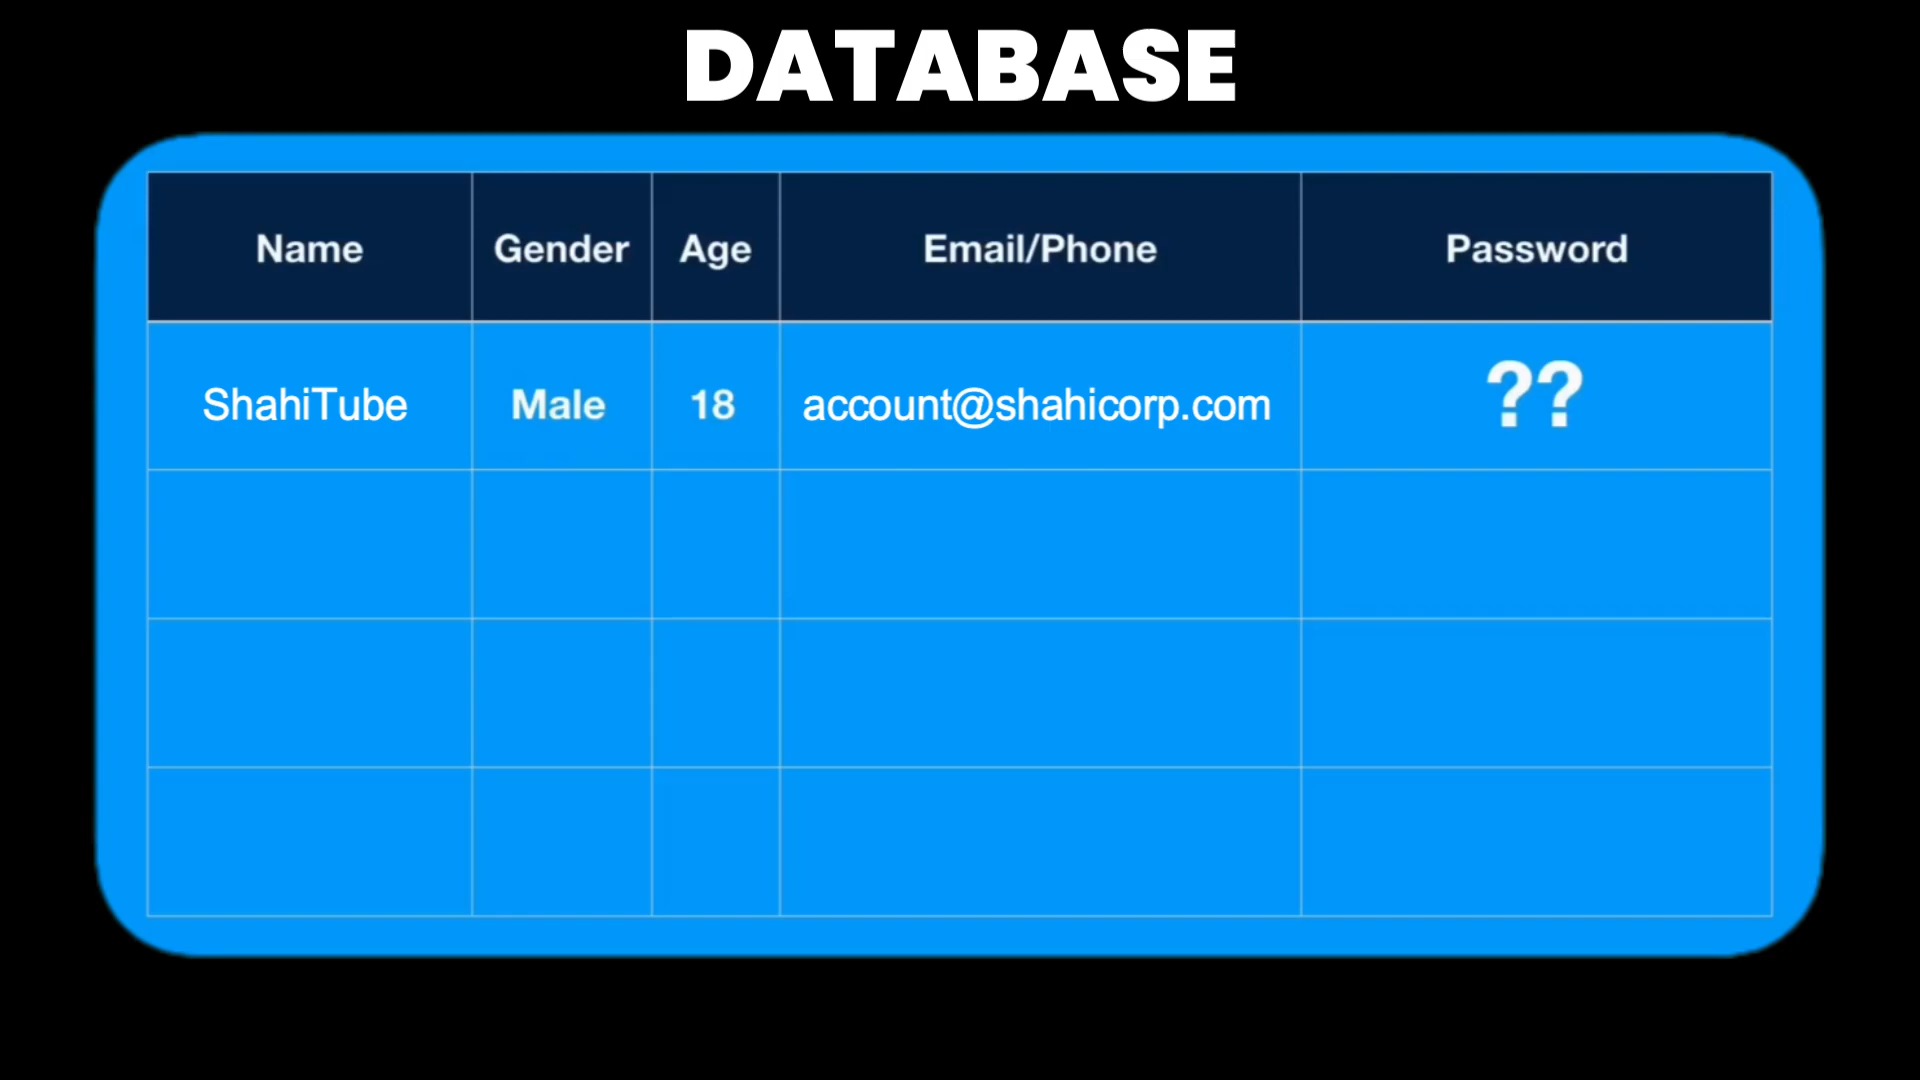 DATABASE
Name Gender Age Email/Phone Password
ShahiTube Male 18 account@shahicorp.com ??